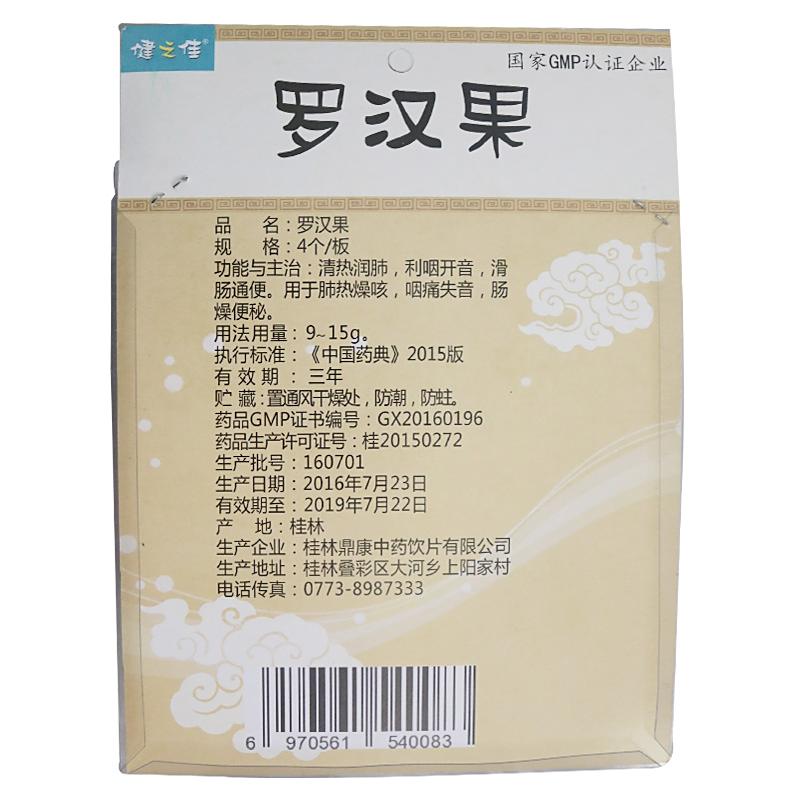 健之佳®
国家GMP认证企业
罗汉果
品 名:罗汉果
规 格:4个/板
功能与主治:清热润肺,利咽开音,滑
肠通便。用于肺热燥咳,咽痛失音,肠
燥便秘。
用法用量:9~15g。
执行标准:《中国药典》2015版
有 效 期 : 三年
贮 藏:置通风干燥处,防潮,防蛀。
药品GMP证书编号:GX20160196
药品生产许可证号:桂20150272
生产批号:160701
生产日期:2016年7月23日
有效期至:2019年7月22日
产 地:桂林
生产企业:桂林鼎康中药饮片有限公司
生产地址:桂林叠彩区大河乡上阳家村
电话传真:0773-8987333
6 970561 540083